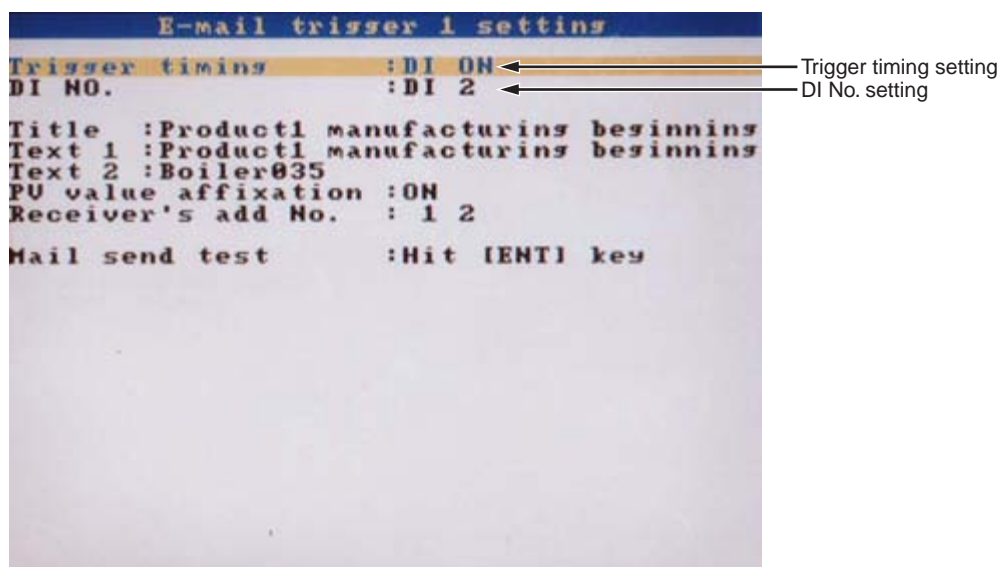 E-mail trigger 1 setting
Trigger timing :DI ON
Trigger timing setting
DI NO. :DI 2
DI No. setting
Title :Product1 manufacturing beginning
Text 1 :Product1 manufacturing beginning
Text 2 :Boiler035
PV value affixation :ON
Receiver's add No. : 1 2
Mail send test :Hit [ENT] key